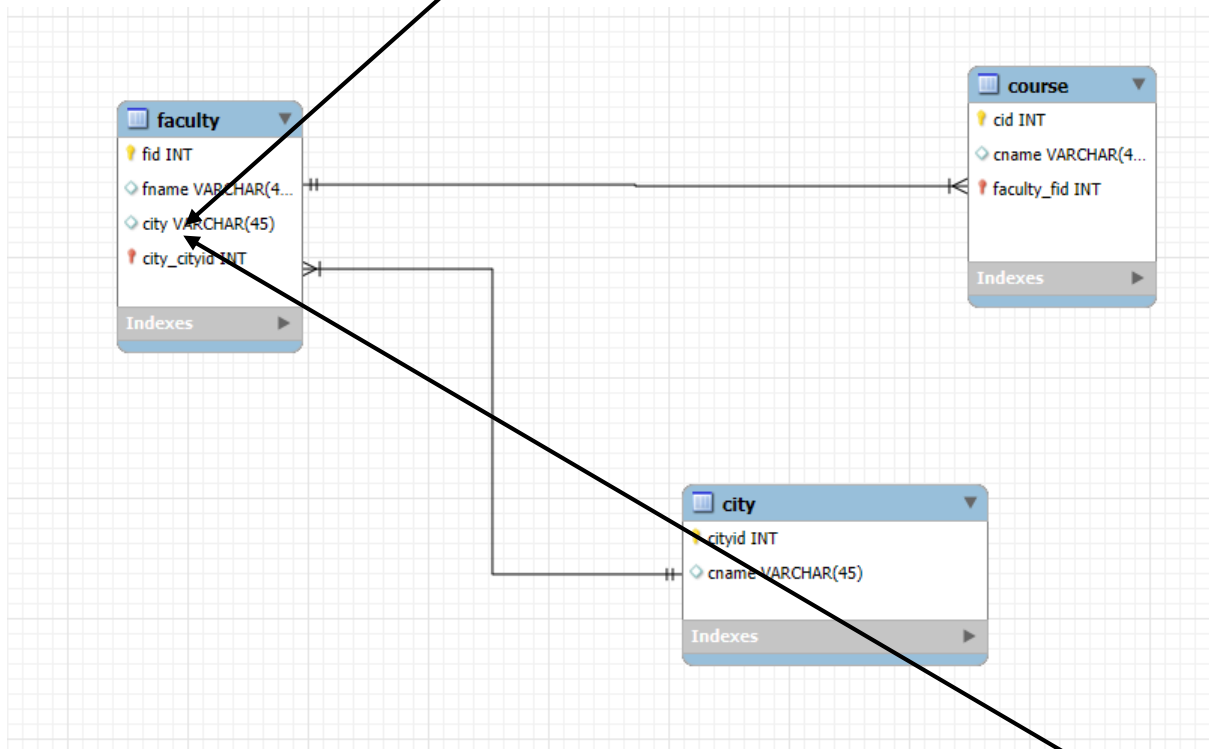 faculty
fid INT
fname VARCHAR(4...
city VARCHAR(45)
city_cityid INT
Indexes
course
cid INT
cname VARCHAR(4...
faculty_fid INT
Indexes
city
cityid INT
cname VARCHAR(45)
Indexes